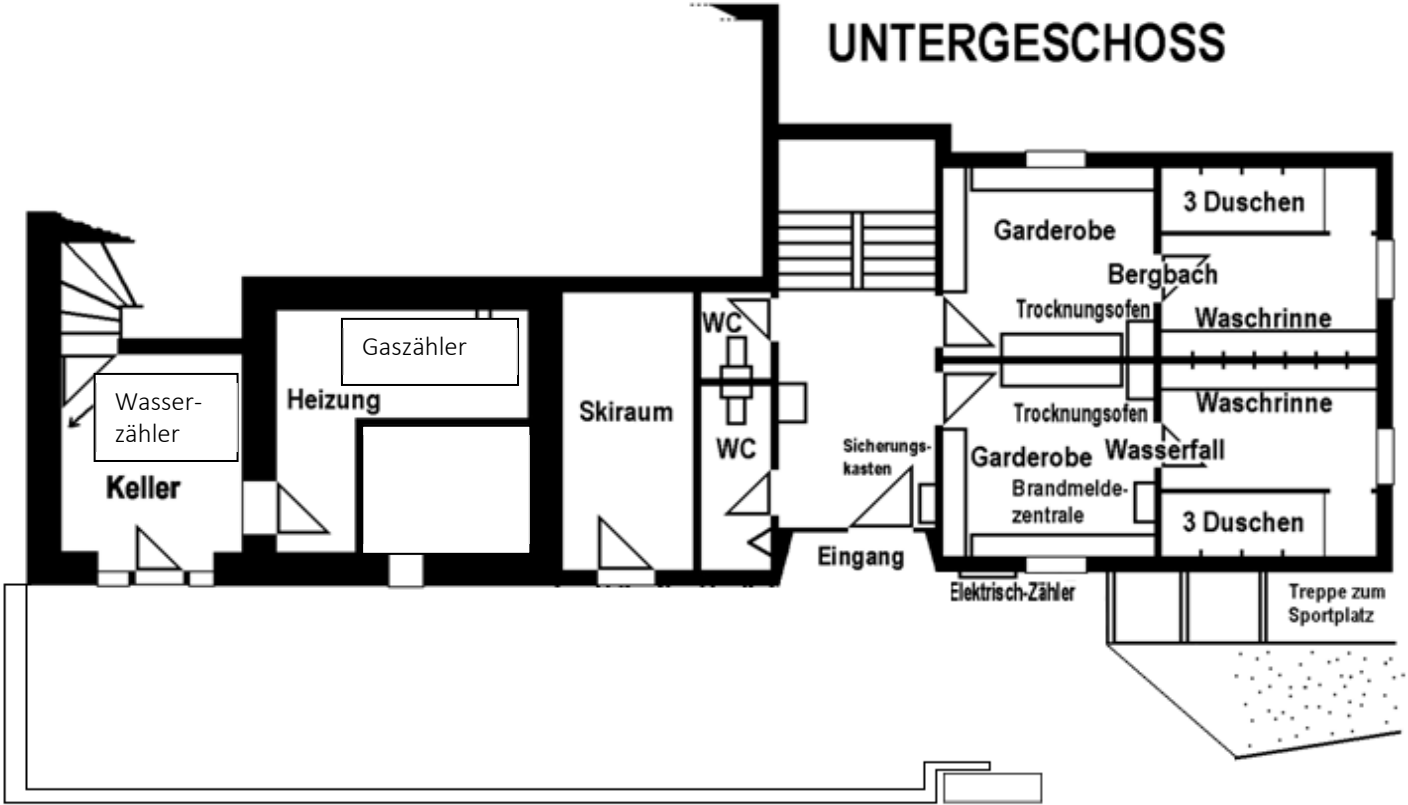 UNTERGESCHOSS
3 Duschen
Garderobe
Bergbach
Trocknungsofen
Waschrinne
WC
Gaszähler
Wasser-
zähler
Heizung
Skiraum
Keller
WC
Trocknungsofen
Waschrinne
Sicherungs-
kasten
Garderobe
Wasserfall
Brandmelde-
zentrale
3 Duschen
Eingang
Elektrisch-Zähler
Treppe zum
Sportplatz